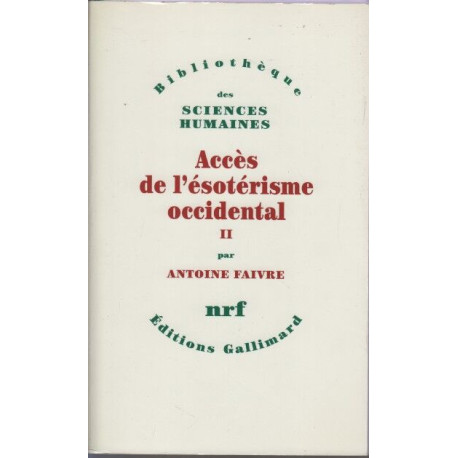 Bibliothèque
des
SCIENCES
HUMAINES
Accès
de l'ésotérisme
occidental
II
par
ANTOINE FAIVRE
nrf
Éditions Gallimard